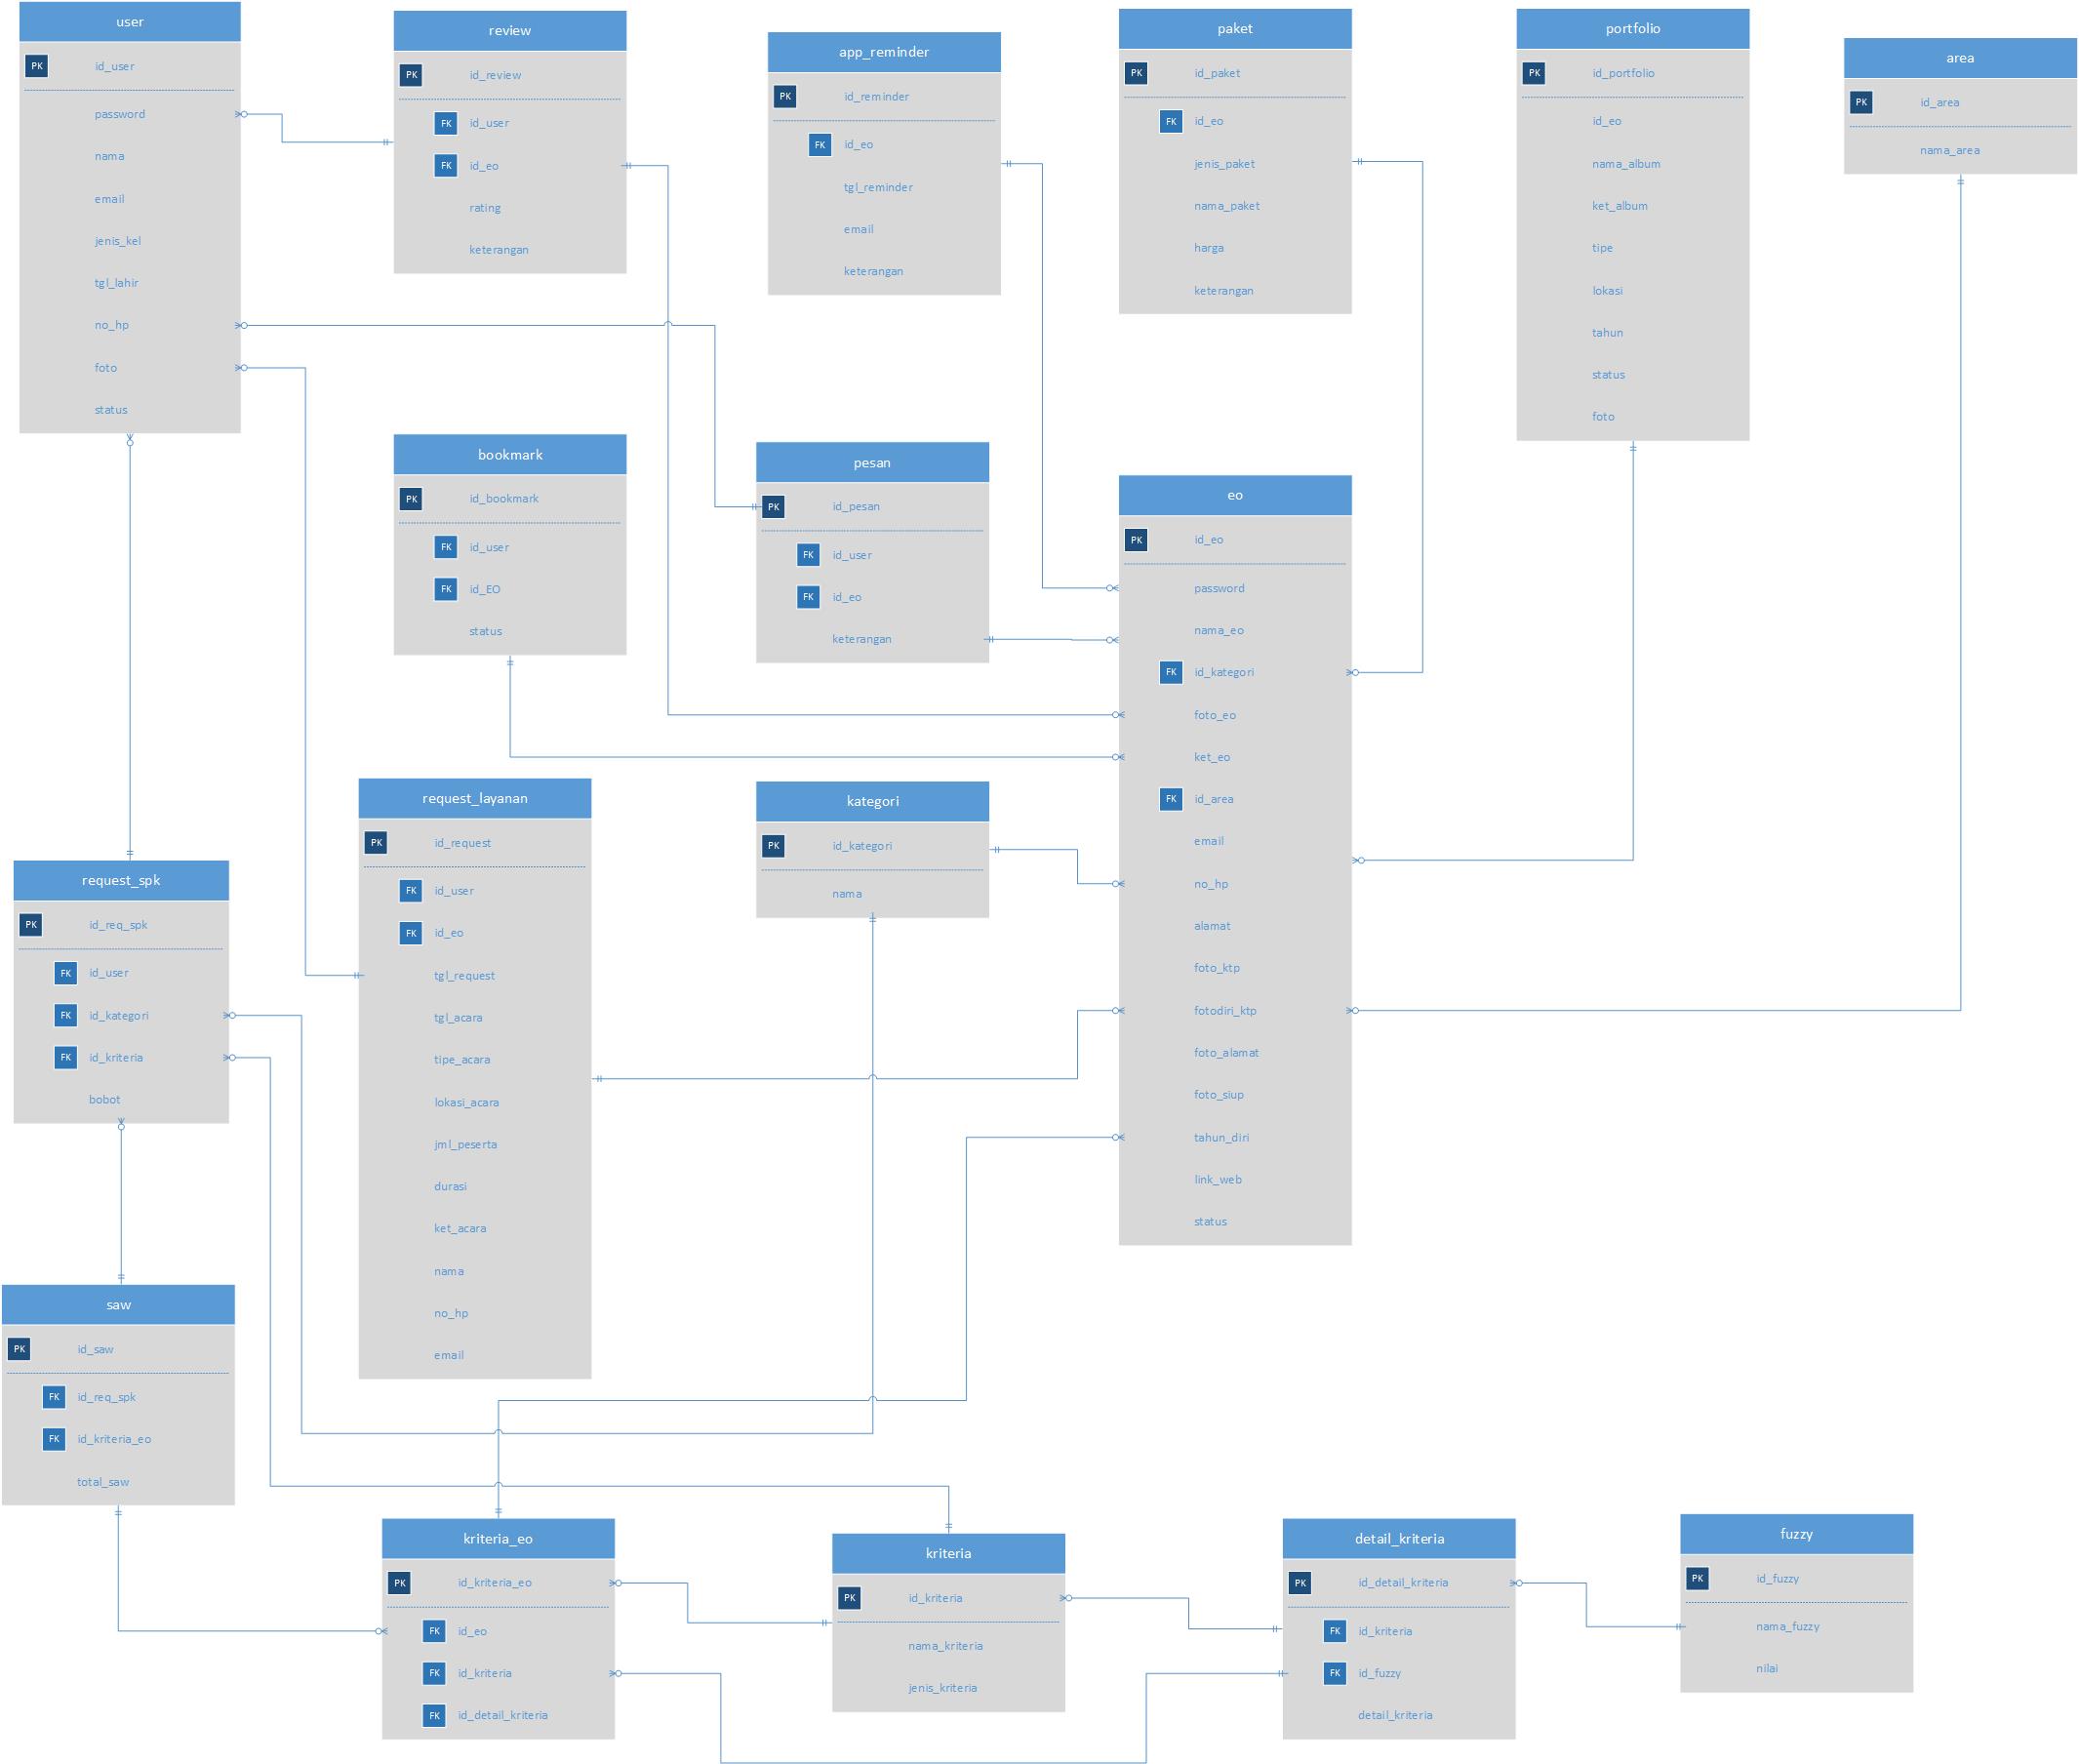 user
PK id_user
password
nama
email
jenis_kel
tgl_lahir
no_hp
foto
status
review
PK id_review
FK id_user
FK id_eo
rating
keterangan
app_reminder
PK id_reminder
FK id_eo
tgl_reminder
email
keterangan
paket
PK id_paket
FK id_eo
jenis_paket
nama_paket
harga
keterangan
portfolio
PK id_portfolio
id_eo
nama_album
ket_album
tipe
lokasi
tahun
status
foto
area
PK id_area
nama_area
bookmark
PK id_bookmark
FK id_user
FK id_EO
status
pesan
PK id_pesan
FK id_user
FK id_eo
keterangan
eo
PK id_eo
password
nama_eo
FK id_kategori
foto_eo
ket_eo
FK id_area
email
no_hp
alamat
foto_ktp
fotodiri_ktp
foto_alamat
foto_siup
tahun_diri
link_web
status
request_layanan
PK id_request
FK id_user
FK id_eo
tgl_request
tgl_acara
tipe_acara
lokasi_acara
jml_peserta
durasi
ket_acara
nama
no_hp
email
kategori
PK id_kategori
nama
request_spk
PK id_req_spk
FK id_user
FK id_kategori
FK id_kriteria
bobot
saw
PK id_saw
FK id_req_spk
FK id_kriteria_eo
total_saw
kriteria_eo
PK id_kriteria_eo
FK id_eo
FK id_kriteria
FK id_detail_kriteria
kriteria
PK id_kriteria
nama_kriteria
jenis_kriteria
detail_kriteria
PK id_detail_kriteria
FK id_kriteria
FK id_fuzzy
detail_kriteria
fuzzy
PK id_fuzzy
nama_fuzzy
nilai